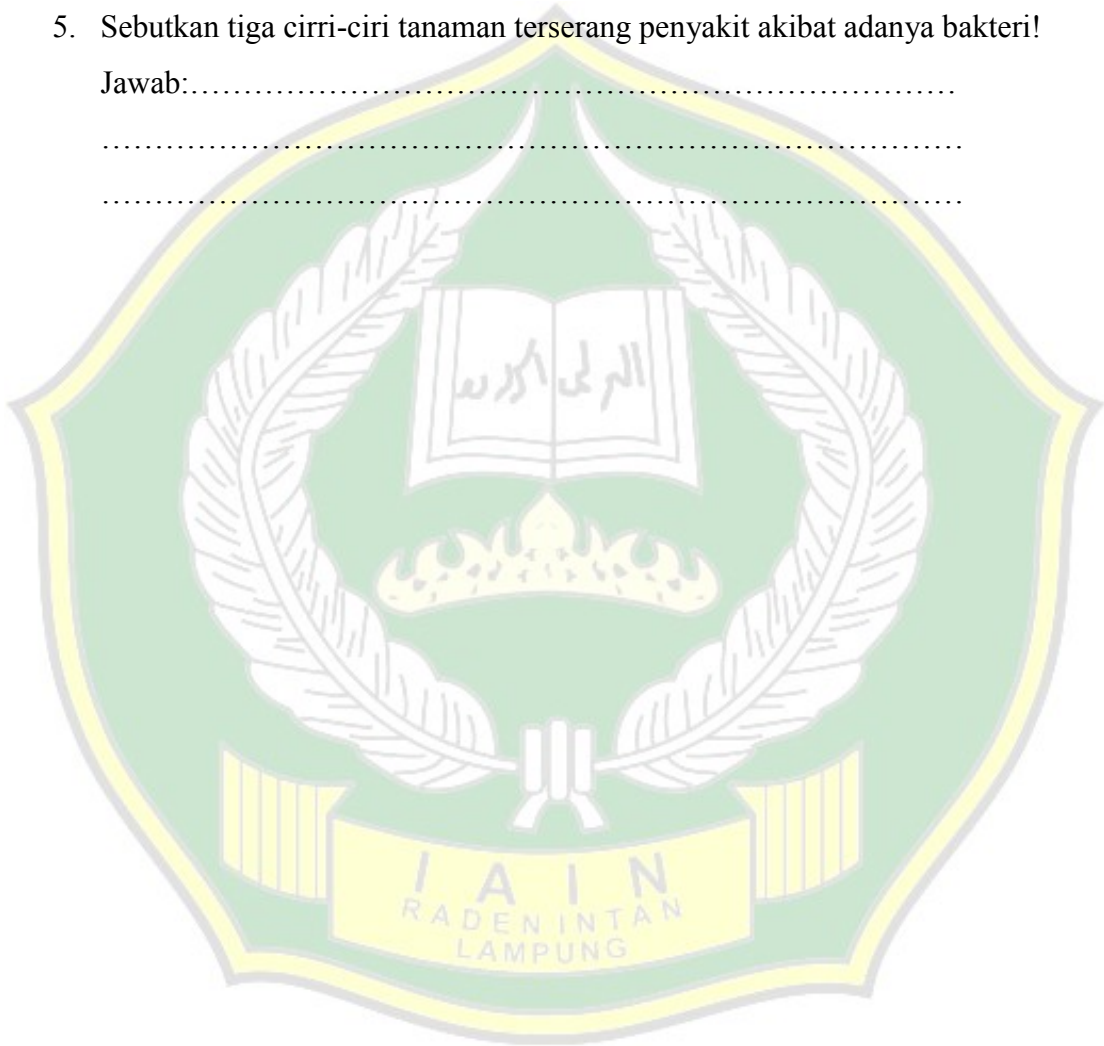 5. Sebutkan tiga cirri-ciri tanaman terserang penyakit akibat adanya bakteri!
Jawab:………………………………………………………………
………………………………………………………………………
………………………………………………………………………
I A I N
RADEN INTAN
LAMPUNG